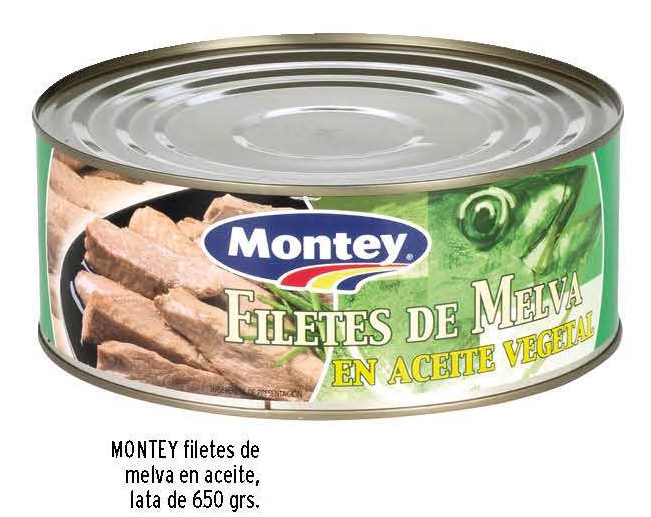 Montey
FILETES DE MELVA
EN ACEITE VEGETAL
SUGERENCIA DE PRESENTACIÓN
MONTEY filetes de
melva en aceite,
lata de 650 grs.